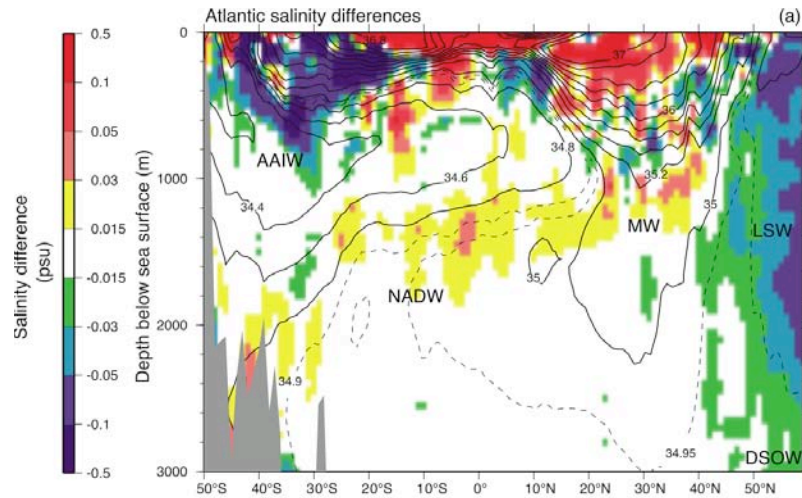 Atlantic salinity differences
(a)
0.5
0.1
0.05
0.03
0.015
-0.015
-0.03
-0.05
-0.1
-0.5
Salinity difference
(psu)
Depth below sea surface (m)
0
1000
2000
3000
36.8
37
36
35.2
35
34.8
34.6
34.4
35
34.9
34.95
AAIW
MW
LSW
NADW
DSOW
50°S 40°S 30°S 20°S 10°S 0° 10°N 20°N 30°N 40°N 50°N